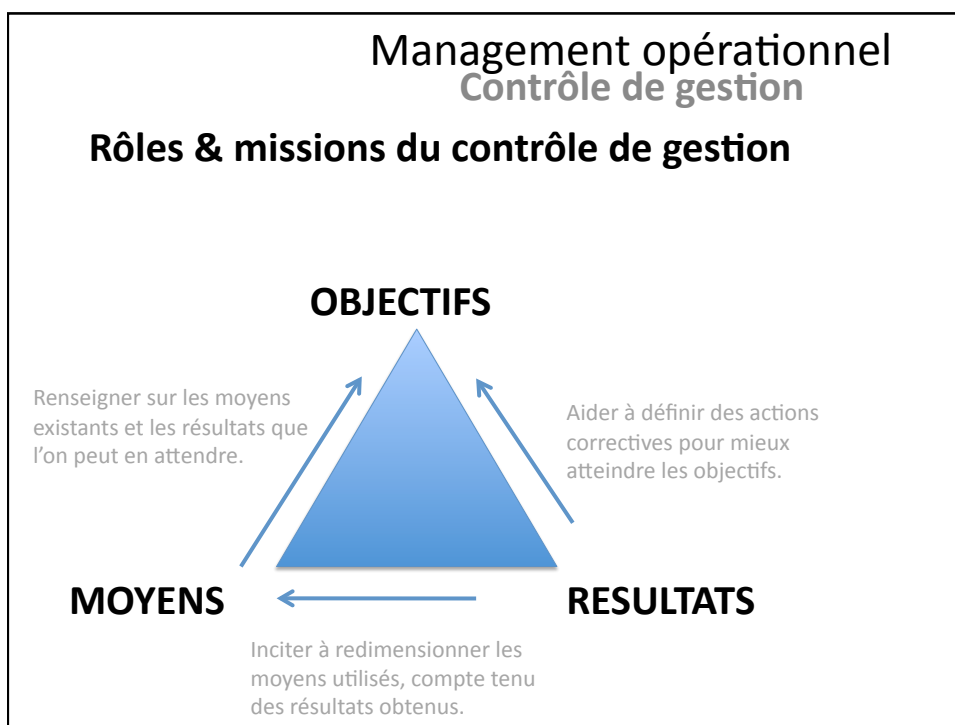 Management opérationnel
Contrôle de gestion
Rôles & missions du contrôle de gestion
OBJECTIFS
Renseigner sur les moyens
existants et les résultats que
l'on peut en attendre.
Aider à définir des actions
correctives pour mieux
atteindre les objectifs.
MOYENS
RESULTATS
Inciter à redimensionner les
moyens utilisés, compte tenu
des résultats obtenus.